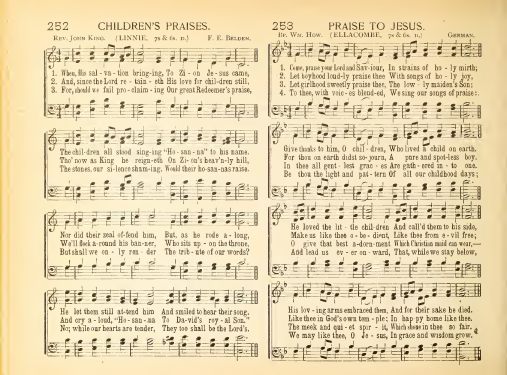 252 CHILDREN'S PRAISES.
REV. JOHN KING. (LINNIE, 7s & 6s. D.) F. E. BELDEN.
1. When, His sal - va - tion bring-ing, To Zi - on Je - sus came,
2. And, since the Lord re - tain - eth His love for chil-dren still,
3. For, should we fail pro-claim-ing Our great Redeemer's praise,
The chil-dren all stood sing-ing "Ho - san - na" to his name.
Tho' now as King he reign-eth On Zi-on's heav'n-ly hill,
The stones, our si-lence sham-ing, Would their ho-san-nas raise.
Nor did their zeal of-fend him, But, as he rode a - long,
We'll flock a-round his ban-ner, Who sits up - on the throne,
But shall we on - ly ren - der The trib - ute of our words?
He let them still at-tend him And smiled to hear their song.
And cry a - loud, "Ho - san - na To Da-vid's roy - al Son."
No; while our hearts are tender, They too shall be the Lord's.
253 PRAISE TO JESUS.
BP. WM. HOW. (ELLACOMBE, 7s & 6s. D.) GERMAN.
1. Come, praise your Lord and Sav-iour, In strains of ho - ly mirth;
2. Let boyhood loud-ly praise thee With songs of ho - ly joy,
3. Let girlhood sweetly praise thee, The low - ly maiden's Son;
4. To thee, with voic - es blend-ed, We sing our songs of praise:
Give thanks to him, O chil - dren, Who lived a child on earth.
For thou on earth didst so-journ, A pure and spot-less boy.
In thee all gent - lest grac - es Are gath - ered in - to one.
Be thou the light and pat - tern Of all our childhood days;
He loved the lit - tle chil-dren And call'd them to his side,
Make us like thee o - be - dient, Like thee from e - vil free;
O give that best a-dorn-ment Which Christian maid can wear,—
And lead us ev - er on - ward, That, while we stay below,
His lov - ing arms embraced them, And for their sake he died.
Like thee in God's own tem - ple; In hap-py home like thee.
The meek and qui - et spir - it, Which shone in thee so fair.
We may like thee, O Je - sus, In grace and wisdom grow.